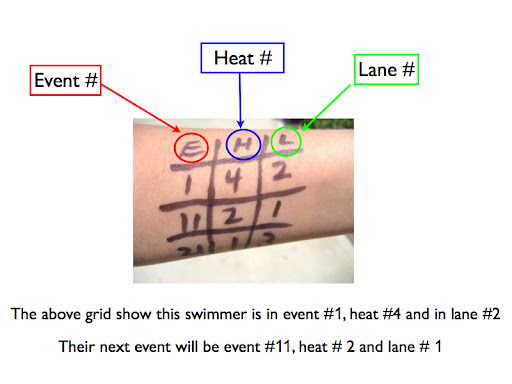 Heat #
Event #
Lane #
E H L
1 4 2
11 2 1
The above grid show this swimmer is in event #1, heat #4 and in lane #2
Their next event will be event #11, heat # 2 and lane # 1